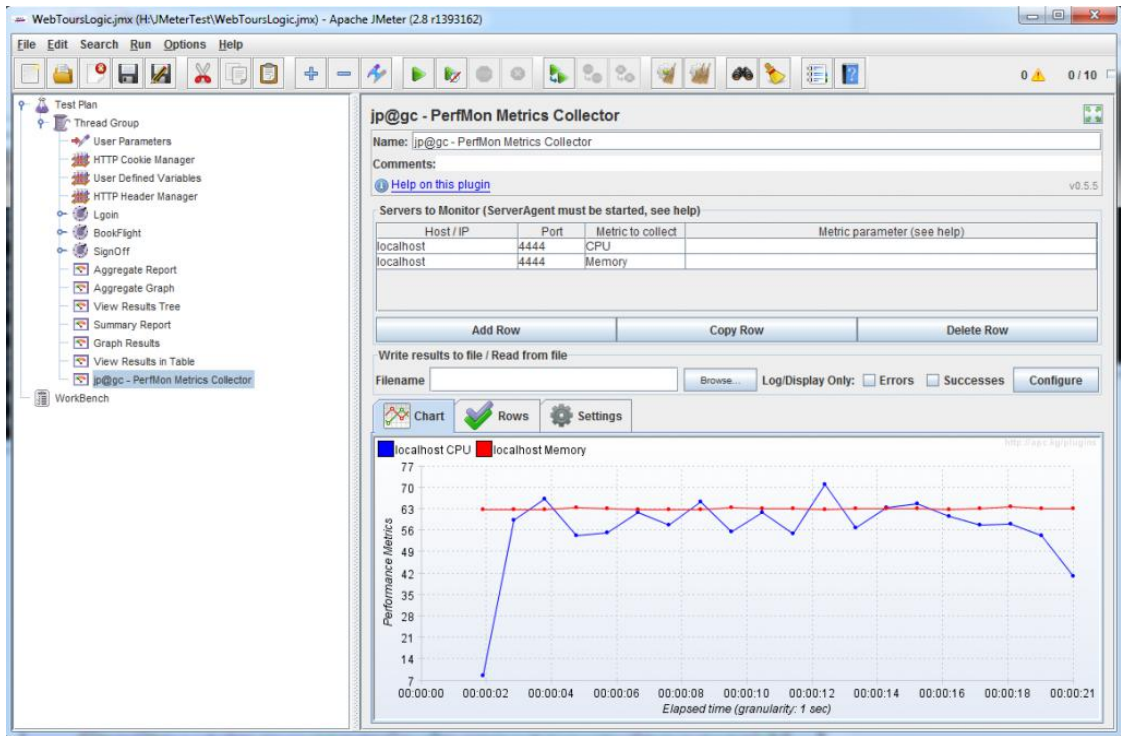 WebToursLogic.jmx (H:\JMeterTest\WebToursLogic.jmx) - Apache JMeter (2.8 r1393162)
File Edit Search Run Options Help
0 0 / 10
Test Plan
Thread Group
User Parameters
HTTP Cookie Manager
User Defined Variables
HTTP Header Manager
Lgoin
BookFlight
SignOff
Aggregate Report
Aggregate Graph
View Results Tree
Summary Report
Graph Results
View Results in Table
jp@gc - PerfMon Metrics Collector
WorkBench
jp@gc - PerfMon Metrics Collector
Name: jp@gc - PerfMon Metrics Collector
Comments:
Help on this plugin v0.5.5
Servers to Monitor (ServerAgent must be started, see help)
Host / IP Port Metric to collect Metric parameter (see help)
localhost 4444 CPU
localhost 4444 Memory
Add Row Copy Row Delete Row
Write results to file / Read from file
Filename Browse... Log/Display Only: Errors Successes Configure
Chart Rows Settings
localhost CPU localhost Memory
77
70
63
56
49
42
35
28
21
14
7
Performance Metrics
00:00:00 00:00:02 00:00:04 00:00:06 00:00:08 00:00:10 00:00:12 00:00:14 00:00:16 00:00:18 00:00:21
Elapsed time (granularity: 1 sec)